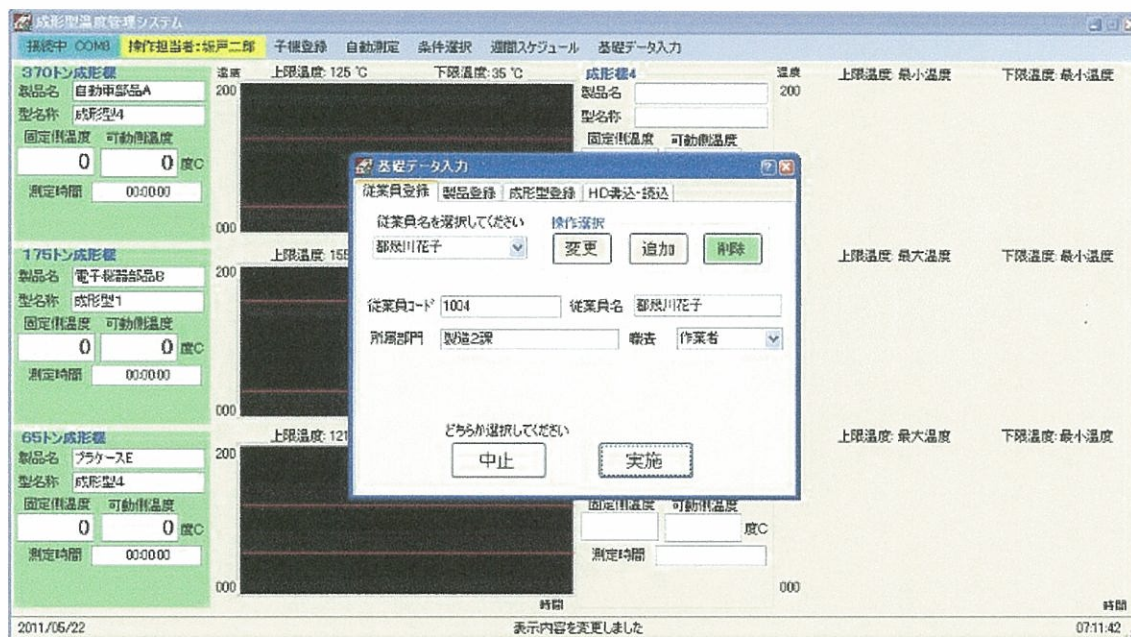 成形型温度管理システム
接続中 COM8 操作担当者:坂戸二郎 子機登録 自動測定 条件選択 週間スケジュール 基礎データ入力
370トン成形機 温度 上限温度:125 ℃ 下限温度:35 ℃ 成形機4 温度 上限温度:最小温度 下限温度:最小温度
製品名 自動車部品A 200 製品名 200
型名称 成形型4 型名称
固定側温度 可動側温度 固定側温度 可動側温度
0 0 度C
測定時間 00:00:00
000
基礎データ入力
従業員登録 製品登録 成形型登録 HD書込・読込
従業員名を選択してください 操作選択
都幾川花子 変更 追加 削除
従業員コード 1004 従業員名 都幾川花子
所属部門 製造2課 職責 作業者
どちらか選択してください
中止 実施
175トン成形機 上限温度:155 上限温度:最大温度 下限温度:最小温度
製品名 電子機器部品B 200
型名称 成形型1
固定側温度 可動側温度
0 0 度C
測定時間 00:00:00
000
65トン成形機 上限温度:121 上限温度:最大温度 下限温度:最小温度
製品名 プラケースE 200
型名称 成形型4
固定側温度 可動側温度 固定側温度 可動側温度
0 0 度C 度C
測定時間 00:00:00 測定時間
000 000
時間 時間
2011/05/22 表示内容を変更しました 07:11:42